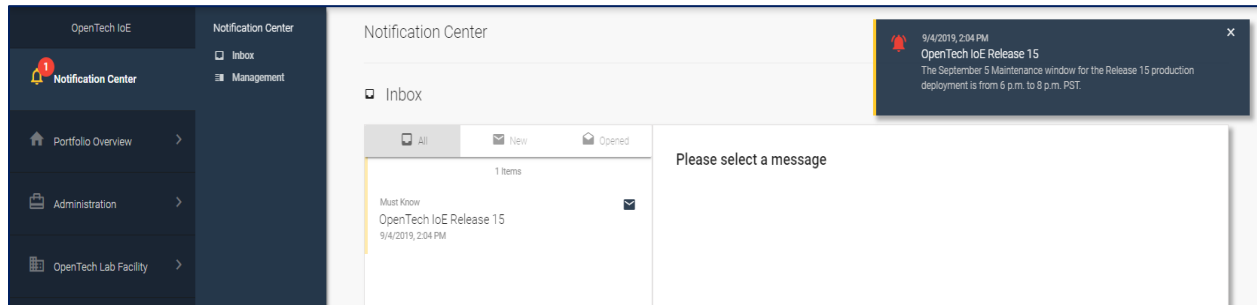 OpenTech IoE
1
Notification Center
Portfolio Overview
Administration
OpenTech Lab Facility
Notification Center
Inbox
Management
Notification Center
Inbox
All
New
Opened
1 Items
Must Know
OpenTech IoE Release 15
9/4/2019, 2:04 PM
Please select a message
9/4/2019, 2:04 PM
X
OpenTech IoE Release 15
The September 5 Maintenance window for the Release 15 production
deployment is from 6 p.m. to 8 p.m. PST.